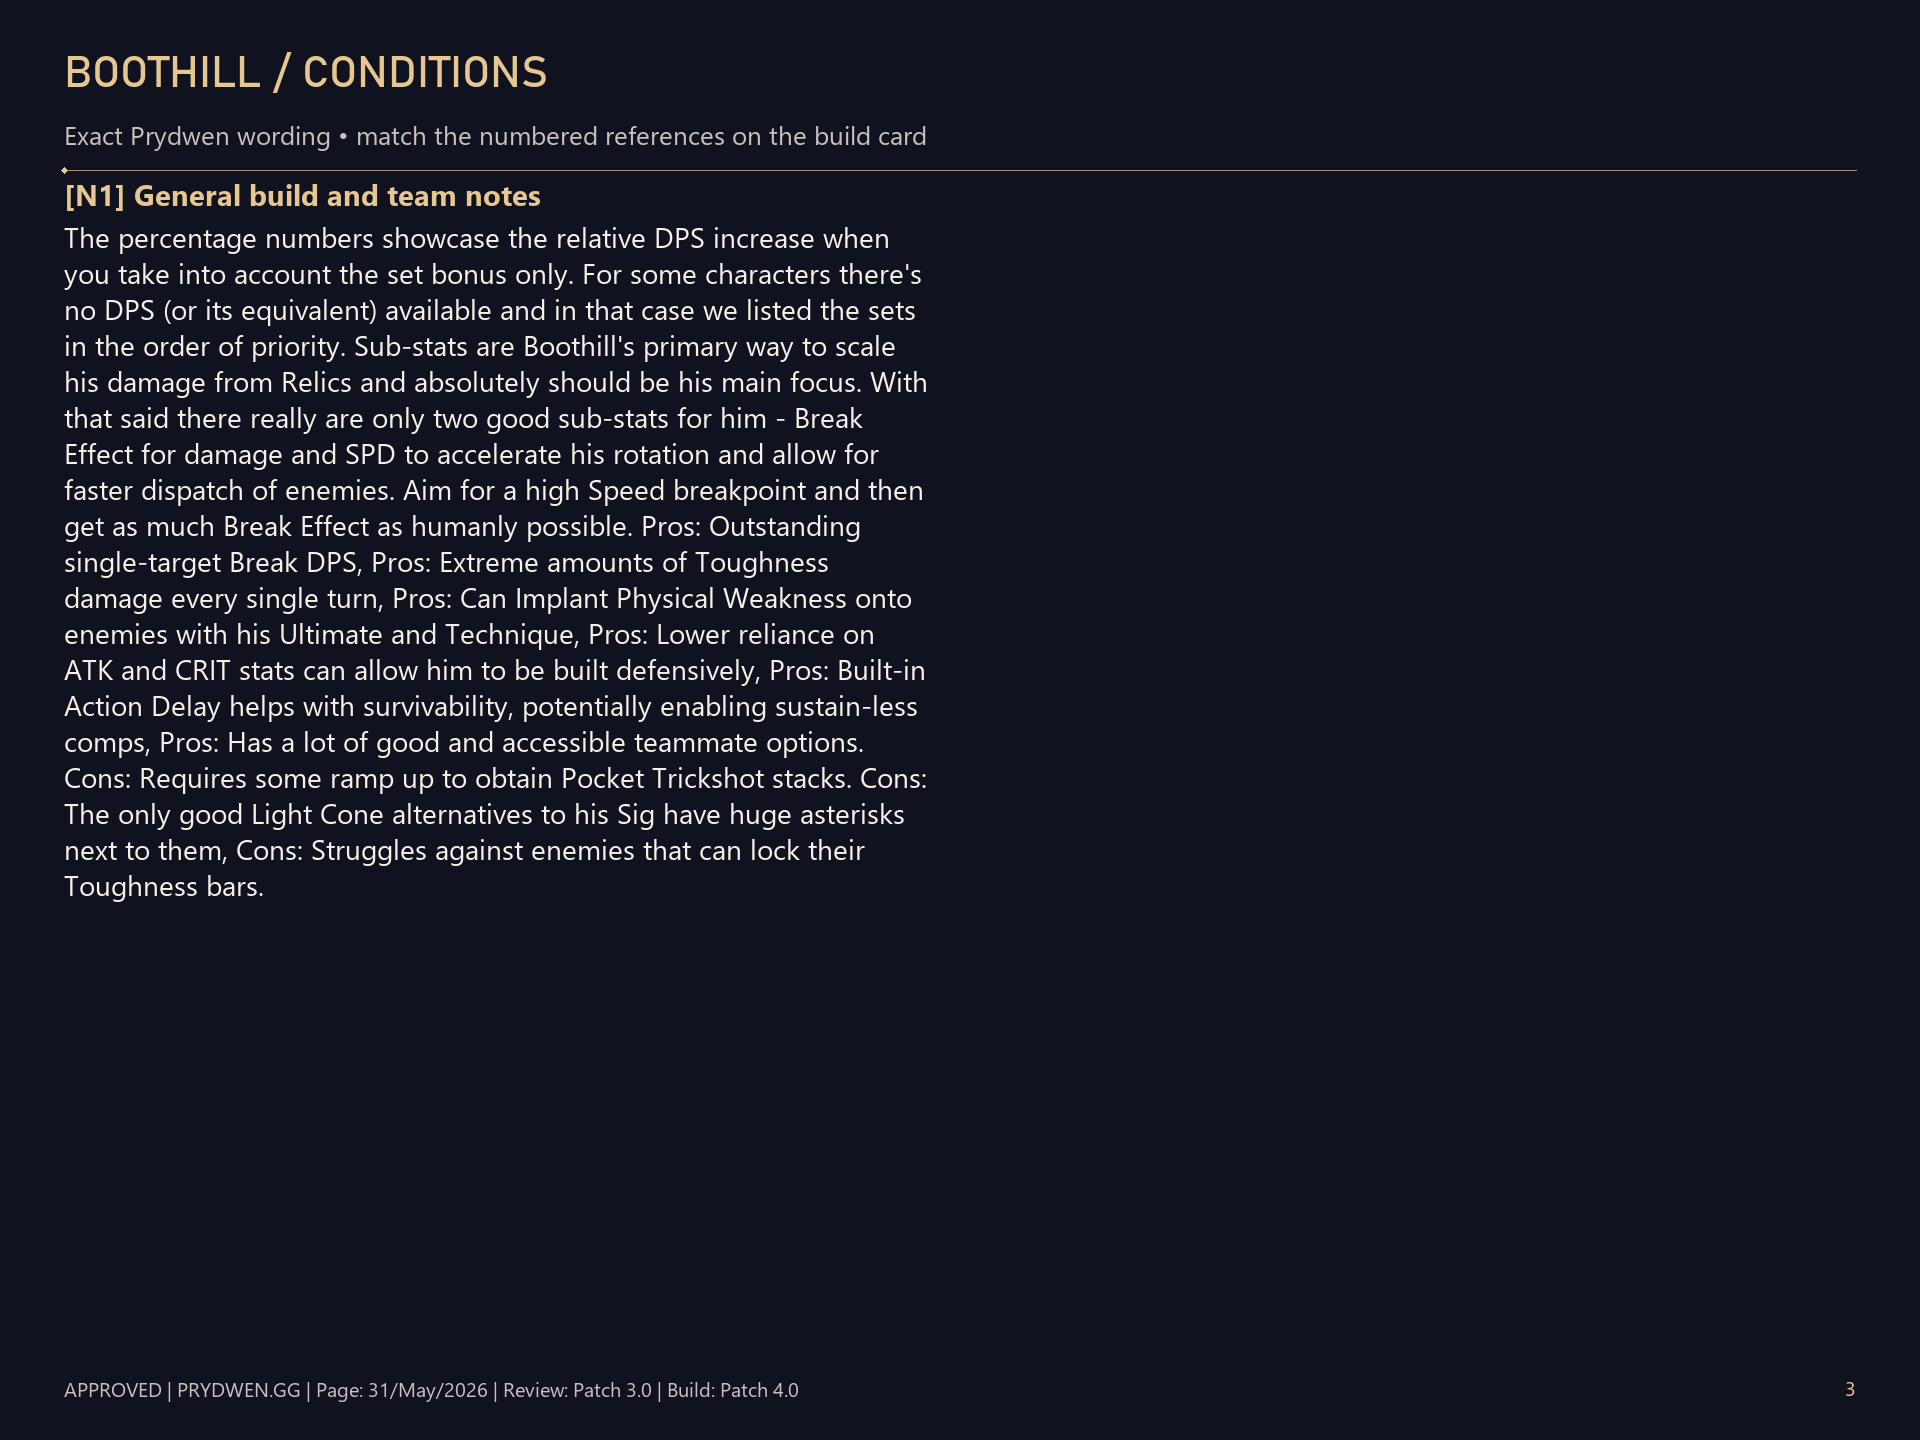 BOOTHILL / CONDITIONS
Exact Prydwen wording • match the numbered references on the build card
[N1] General build and team notes
The percentage numbers showcase the relative DPS increase when
you take into account the set bonus only. For some characters there's
no DPS (or its equivalent) available and in that case we listed the sets
in the order of priority. Sub-stats are Boothill's primary way to scale
his damage from Relics and absolutely should be his main focus. With
that said there really are only two good sub-stats for him - Break
Effect for damage and SPD to accelerate his rotation and allow for
faster dispatch of enemies. Aim for a high Speed breakpoint and then
get as much Break Effect as humanly possible. Pros: Outstanding
single-target Break DPS, Pros: Extreme amounts of Toughness
damage every single turn, Pros: Can Implant Physical Weakness onto
enemies with his Ultimate and Technique, Pros: Lower reliance on
ATK and CRIT stats can allow him to be built defensively, Pros: Built-in
Action Delay helps with survivability, potentially enabling sustain-less
comps, Pros: Has a lot of good and accessible teammate options.
Cons: Requires some ramp up to obtain Pocket Trickshot stacks. Cons:
The only good Light Cone alternatives to his Sig have huge asterisks
next to them, Cons: Struggles against enemies that can lock their
Toughness bars.
APPROVED | PRYDWEN.GG | Page: 31/May/2026 | Review: Patch 3.0 | Build: Patch 4.0
3